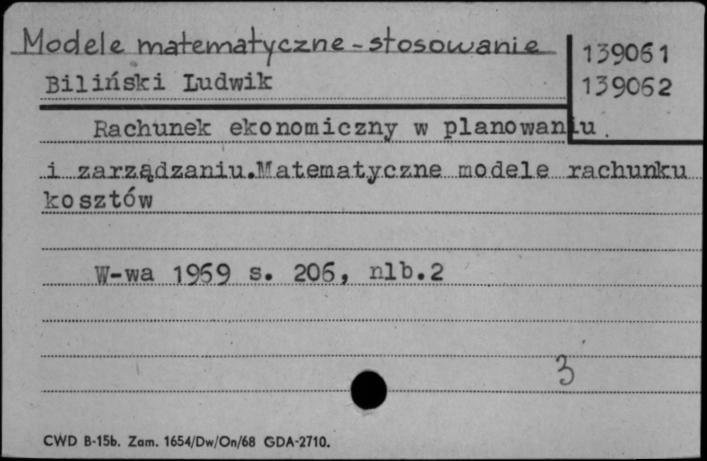 Modele matematyczne - stosowanie
139061
139062
Biliński Ludwik
Rachunek ekonomiczny w planowaniu.
i zarządzaniu.Matematyczne modele rachunku
kosztów
W-wa 1969 s. 206, nlb.2
3
CWD B-15b. Zam. 1654/Dw/On/68 GDA-2710.